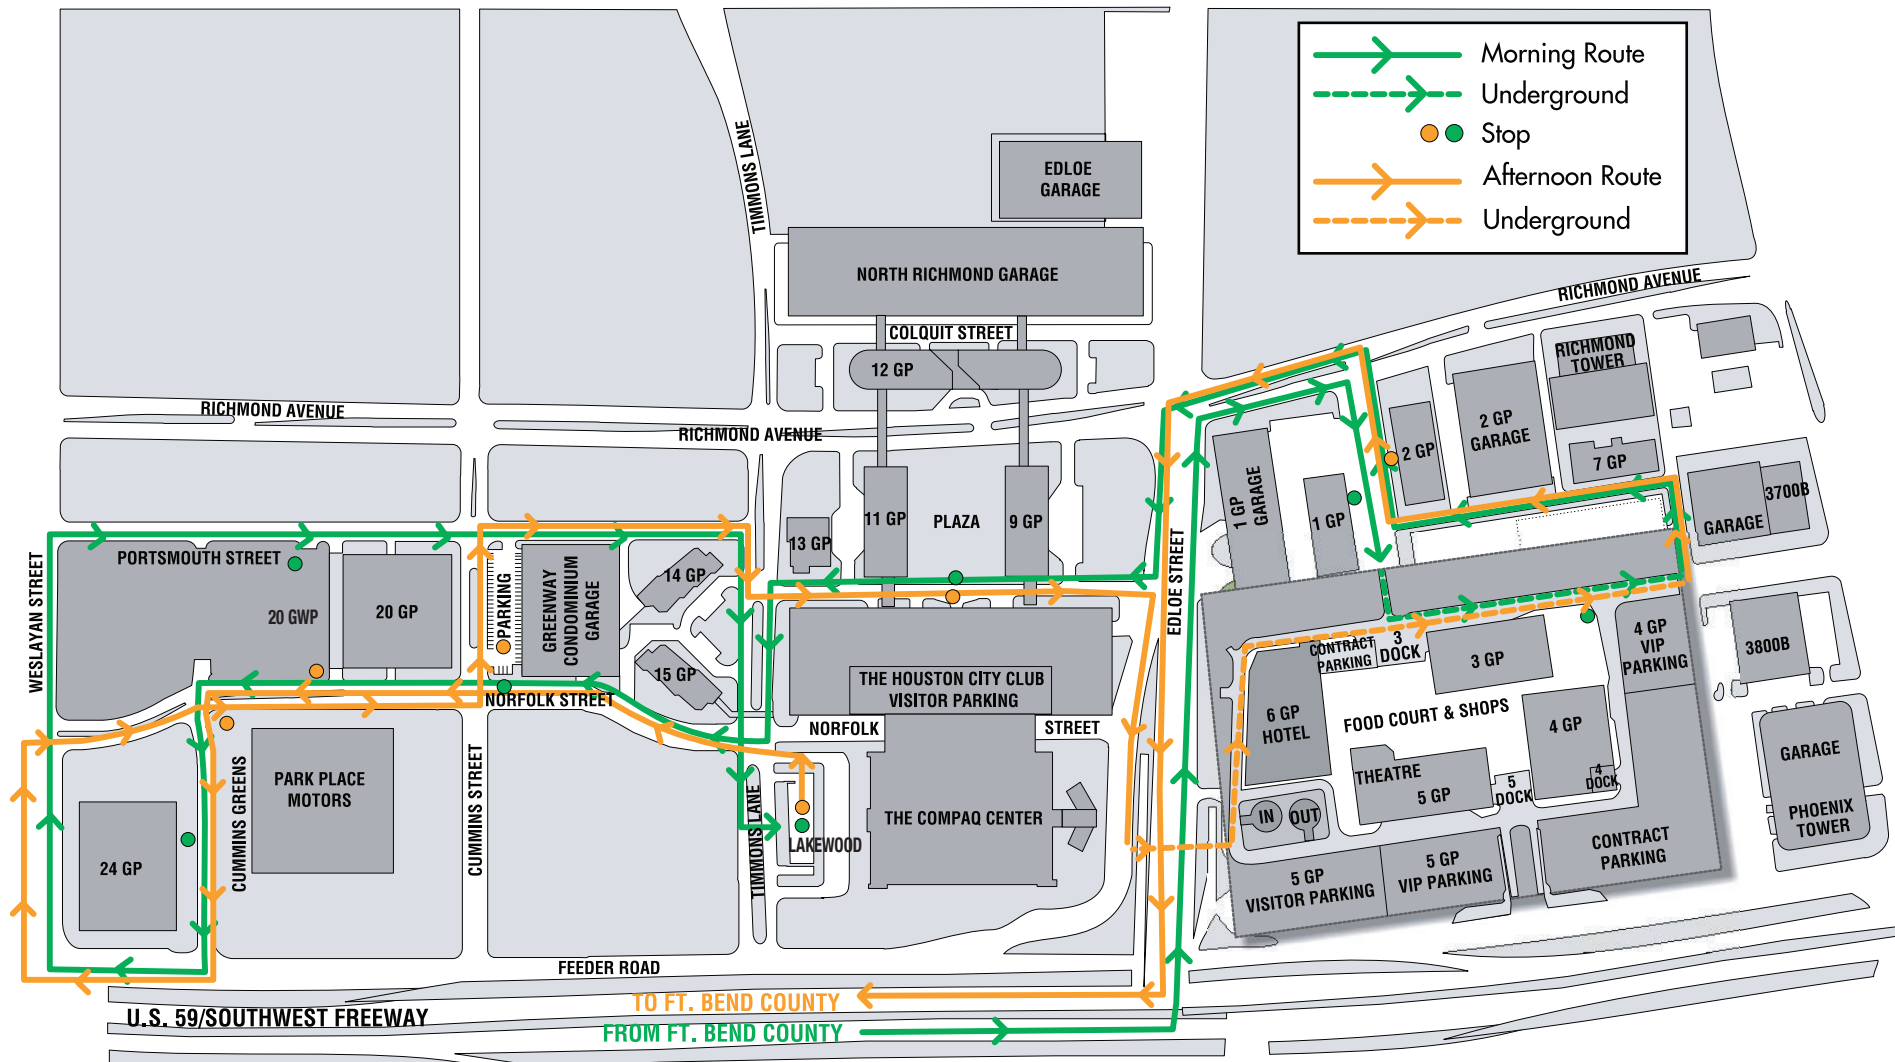 Morning Route
Underground
Stop
Afternoon Route
Underground
TIMMONS LANE
EDLOE
GARAGE
NORTH RICHMOND GARAGE
RICHMOND AVENUE
COLQUIT STREET
12 GP
RICHMOND
TOWER
RICHMOND AVENUE
RICHMOND AVENUE
2 GP
GARAGE
2 GP
7 GP
1 GP
GARAGE
3700B
GARAGE
11 GP
PLAZA
9 GP
1 GP
13 GP
PORTSMOUTH STREET
WESLAYAN STREET
20 GWP
20 GP
PARKING
GREENWAY
CONDOMINIUM
GARAGE
14 GP
15 GP
EDLOE STREET
CONTRACT
PARKING
3
DOCK
3 GP
4 GP
VIP
PARKING
3800B
THE HOUSTON CITY CLUB
VISITOR PARKING
NORFOLK STREET
NORFOLK
STREET
6 GP
HOTEL
FOOD COURT & SHOPS
4 GP
THEATRE
5 GP
5
DOCK
4
DOCK
GARAGE
PHOENIX
TOWER
PARK PLACE
MOTORS
CUMMINS GREENS
CUMMINS STREET
TIMMONS LANE
LAKEWOOD
THE COMPAQ CENTER
IN
OUT
24 GP
5 GP
VISITOR PARKING
5 GP
VIP PARKING
CONTRACT
PARKING
FEEDER ROAD
TO FT. BEND COUNTY
U.S. 59/SOUTHWEST FREEWAY
FROM FT. BEND COUNTY